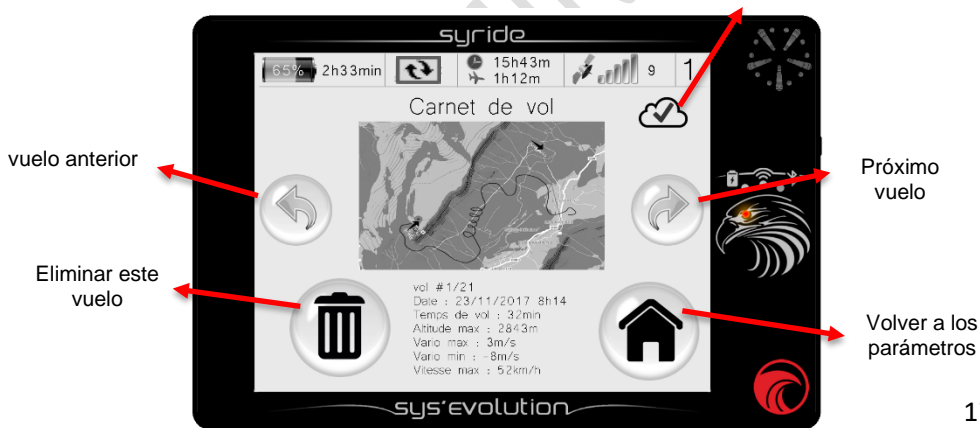 syride
65% 2h33min
15h43m
1h12m
9
1
Carnet de vol
vuelo anterior
Próximo
vuelo
Eliminar este
vuelo
vol #1/21
Date : 23/11/2017 8h14
Temps de vol : 32min
Altitude max : 2843m
Vario max : 3m/s
Vario min : -8m/s
Vitesse max : 52km/h
Volver a los
parámetros
sys'evolution
1